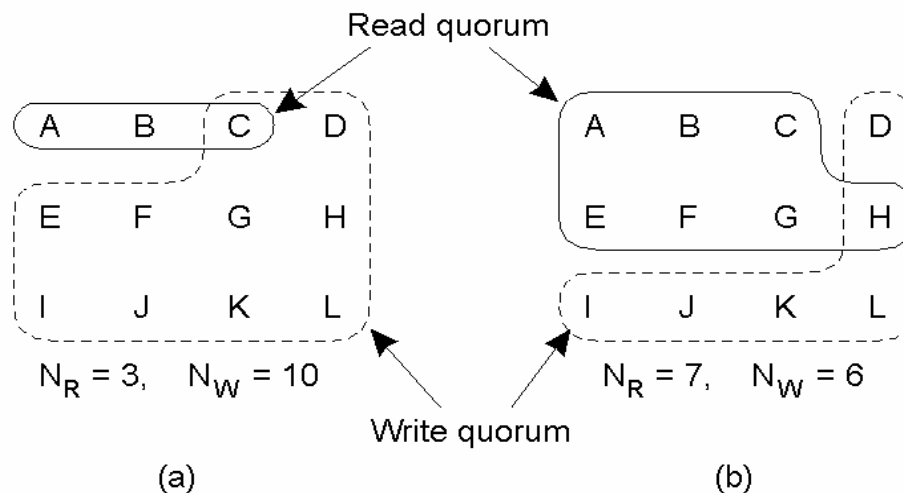 Read quorum
A B C D
E F G H
I J K L
N_R = 3, N_W = 10
A B C D
E F G H
I J K L
N_R = 7, N_W = 6
Write quorum
(a)
(b)